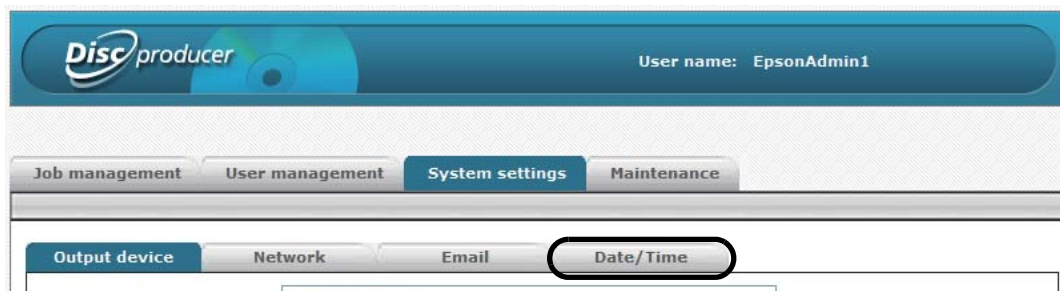 Disc producer
User name: EpsonAdmin1
Job management User management System settings Maintenance
Output device Network Email Date/Time